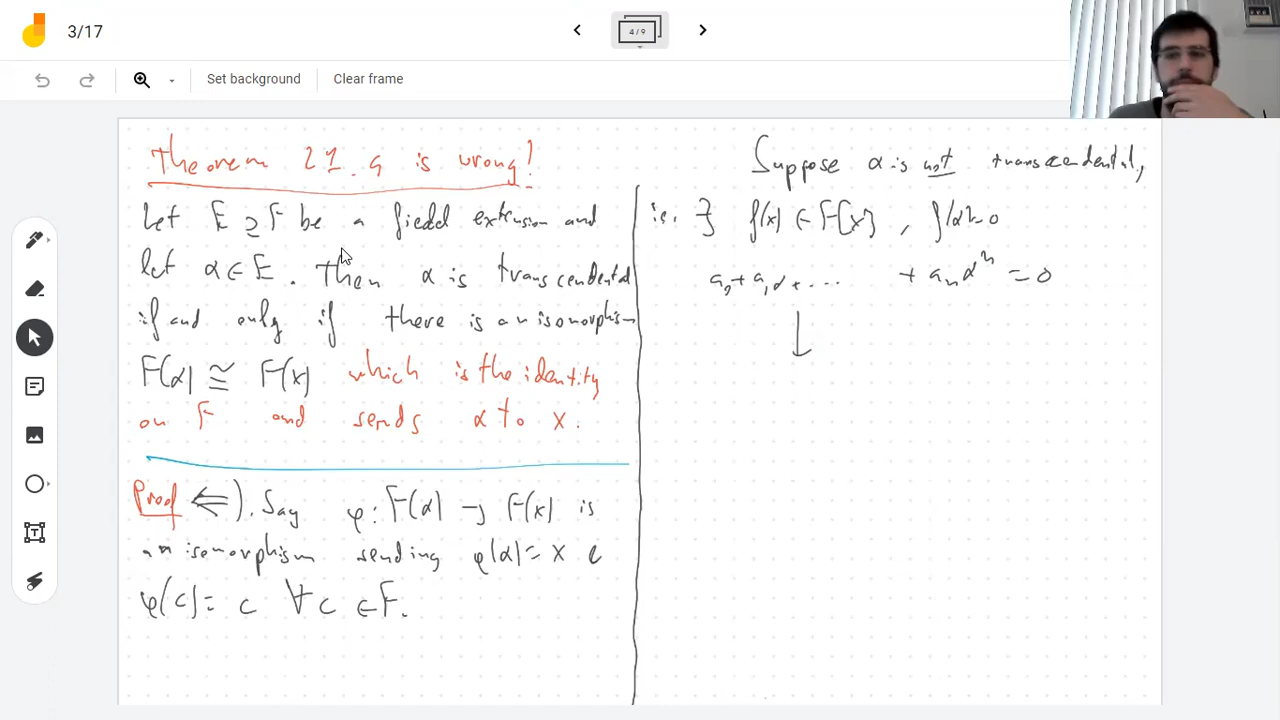 3/17
4 / 9
Set background
Clear frame
Theorem 21.9 is wrong!
Let E ⊇ F be a field extension and
let α ∈ E. Then α is transcendental
if and only if there is an isomorphism
F(α) ≅ F(x) which is the identity
on F and sends α to x.
Proof ⇐). Say φ: F(α) → F(x) is
an isomorphism sending φ(α) = x &
φ(c) = c ∀ c ∈ F.
Suppose α is not transcendental,
i.e. ∃ f(x) ∈ F[x], f(α) = 0
a₀ + a₁α + ... + aₙαⁿ = 0
↓